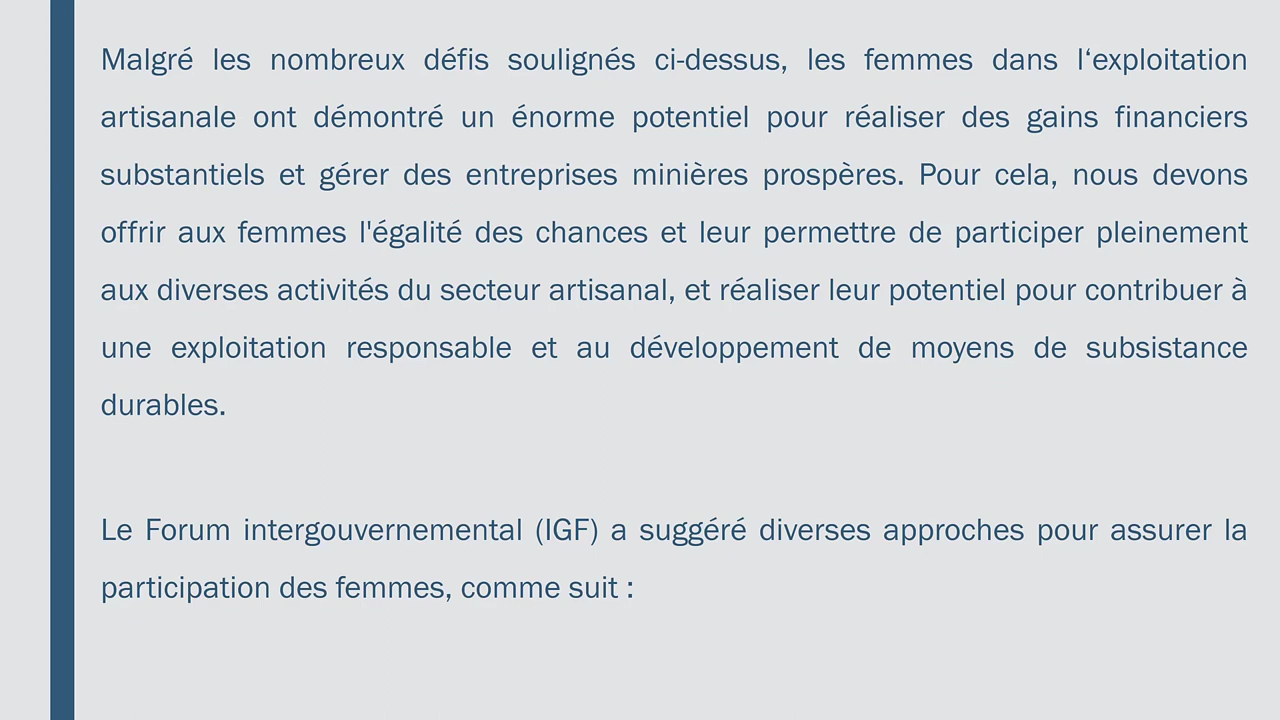 Malgré les nombreux défis soulignés ci-dessus, les femmes dans l‘exploitation
artisanale ont démontré un énorme potentiel pour réaliser des gains financiers
substantiels et gérer des entreprises minières prospères. Pour cela, nous devons
offrir aux femmes l'égalité des chances et leur permettre de participer pleinement
aux diverses activités du secteur artisanal, et réaliser leur potentiel pour contribuer à
une exploitation responsable et au développement de moyens de subsistance
durables.
Le Forum intergouvernemental (IGF) a suggéré diverses approches pour assurer la
participation des femmes, comme suit :